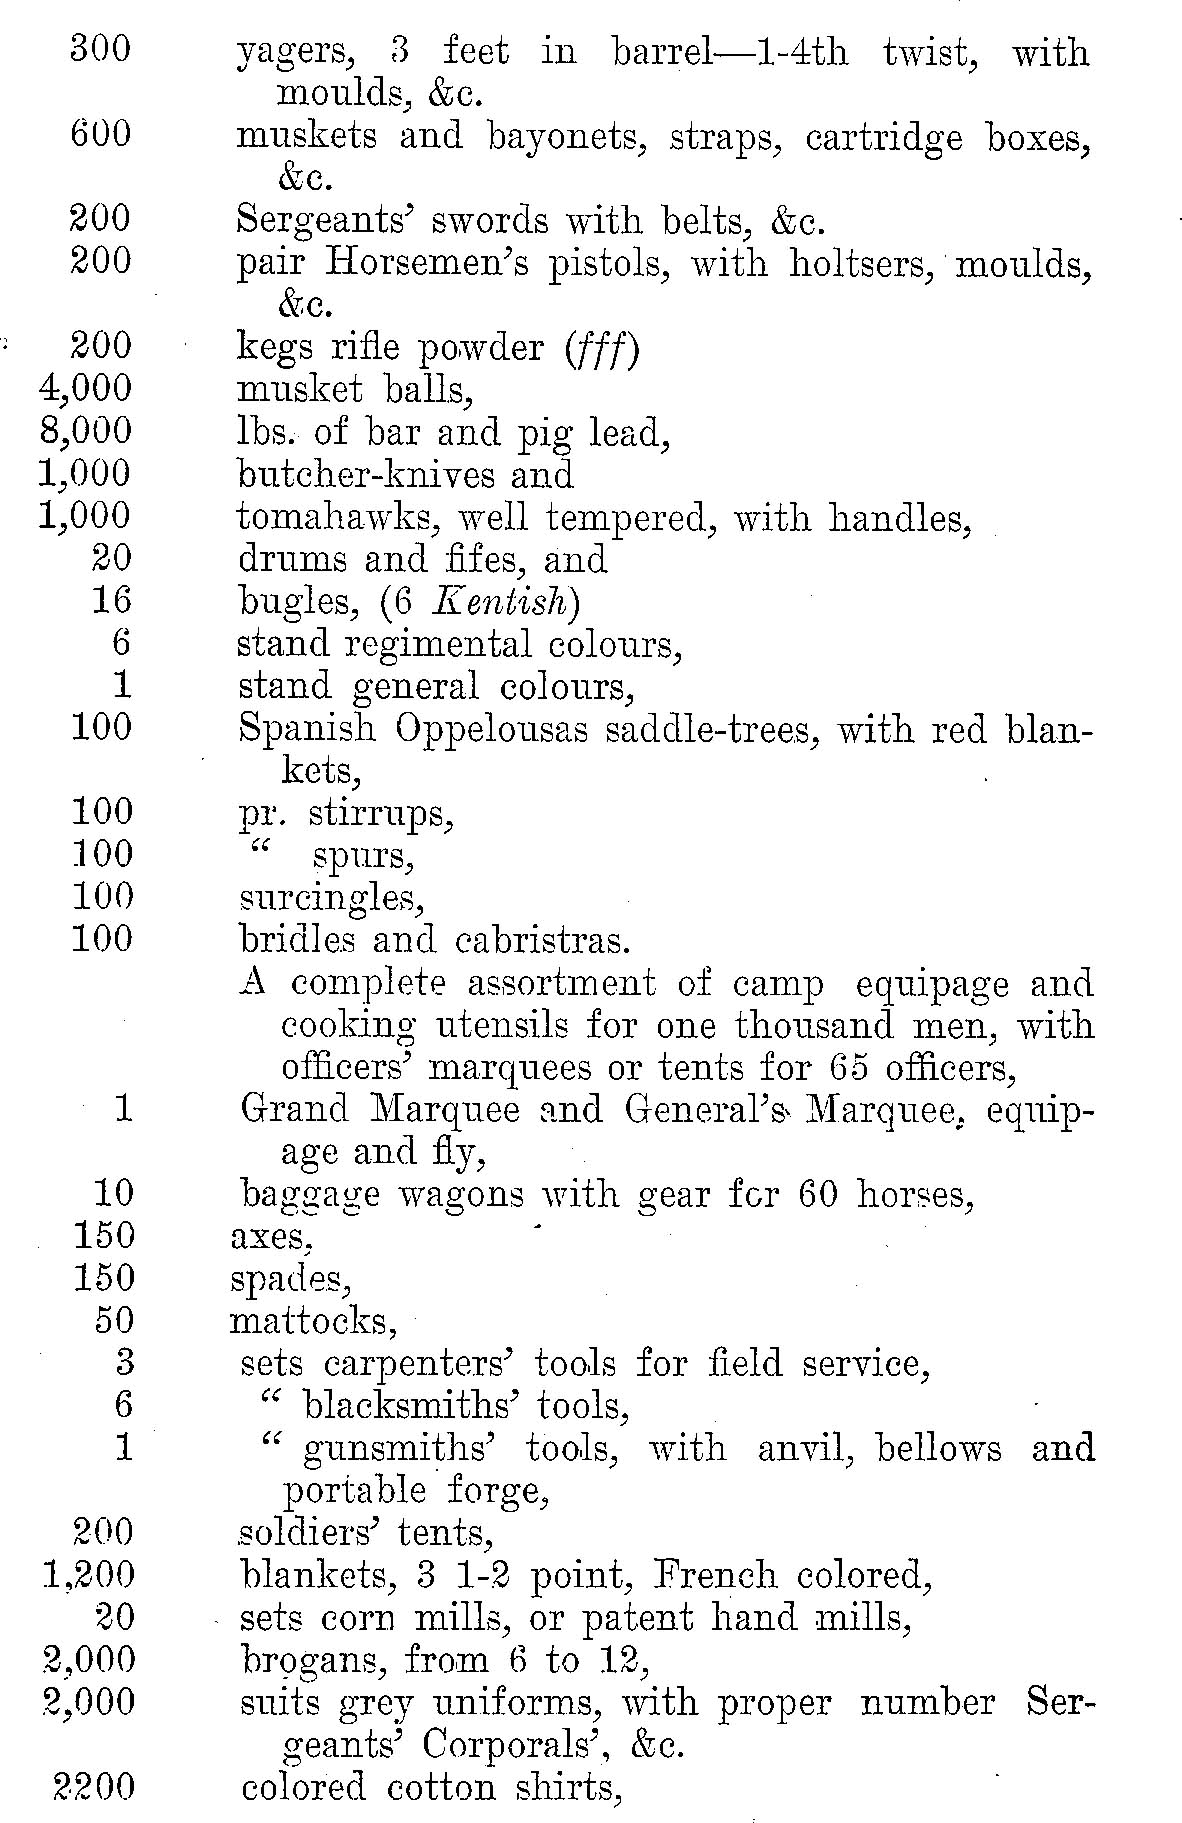 300 yagers, 3 feet in barrel—1-4th twist, with
moulds, &c.
600 muskets and bayonets, straps, cartridge boxes,
&c.
200 Sergeants' swords with belts, &c.
200 pair Horsemen's pistols, with holtsers, moulds,
&c.
200 kegs rifle powder (fff)
4,000 musket balls,
8,000 lbs. of bar and pig lead,
1,000 butcher-knives and
1,000 tomahawks, well tempered, with handles,
20 drums and fifes, and
16 bugles, (6 Kentish)
6 stand regimental colours,
1 stand general colours,
100 Spanish Oppelousas saddle-trees, with red blan-
kets,
100 pr. stirrups,
100 “ spurs,
100 surcingles,
100 bridles and cabristras.
A complete assortment of camp equipage and
cooking utensils for one thousand men, with
officers' marquees or tents for 65 officers,
1 Grand Marquee and General's Marquee, equip-
age and fly,
10 baggage wagons with gear for 60 horses,
150 axes,
150 spades,
50 mattocks,
3 sets carpenters' tools for field service,
6 “ blacksmiths' tools,
1 “ gunsmiths' tools, with anvil, bellows and
portable forge,
200 soldiers' tents,
1,200 blankets, 3 1-2 point, French colored,
20 sets corn mills, or patent hand mills,
2,000 brogans, from 6 to 12,
2,000 suits grey uniforms, with proper number Ser-
geants' Corporals', &c.
2200 colored cotton shirts,